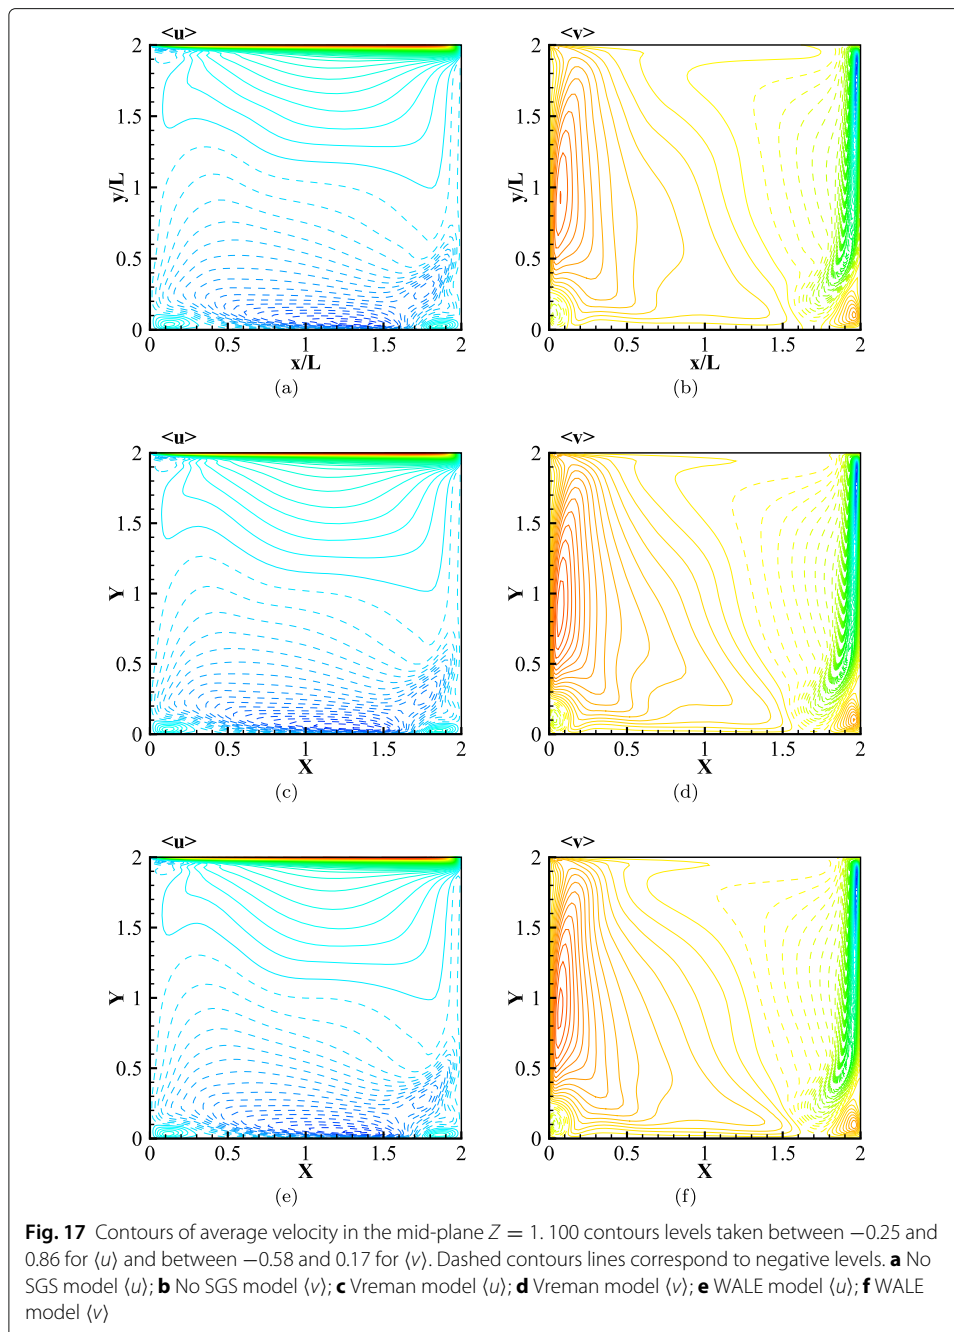 <u>
<v>
2
1.5
1
0.5
0
y/L
0 0.5 1 1.5 2
x/L
(a)
2
1.5
1
0.5
0
y/L
0 0.5 1 1.5 2
x/L
(b)
<u>
<v>
2
1.5
1
0.5
0
Y
0 0.5 1 1.5 2
X
(c)
2
1.5
1
0.5
0
Y
0 0.5 1 1.5 2
X
(d)
<u>
<v>
2
1.5
1
0.5
0
Y
0 0.5 1 1.5 2
X
(e)
2
1.5
1
0.5
0
Y
0 0.5 1 1.5 2
X
(f)
Fig. 17 Contours of average velocity in the mid-plane Z = 1. 100 contours levels taken between −0.25 and
0.86 for ⟨u⟩ and between −0.58 and 0.17 for ⟨v⟩. Dashed contours lines correspond to negative levels. a No
SGS model ⟨u⟩; b No SGS model ⟨v⟩; c Vreman model ⟨u⟩; d Vreman model ⟨v⟩; e WALE model ⟨u⟩; f WALE
model ⟨v⟩